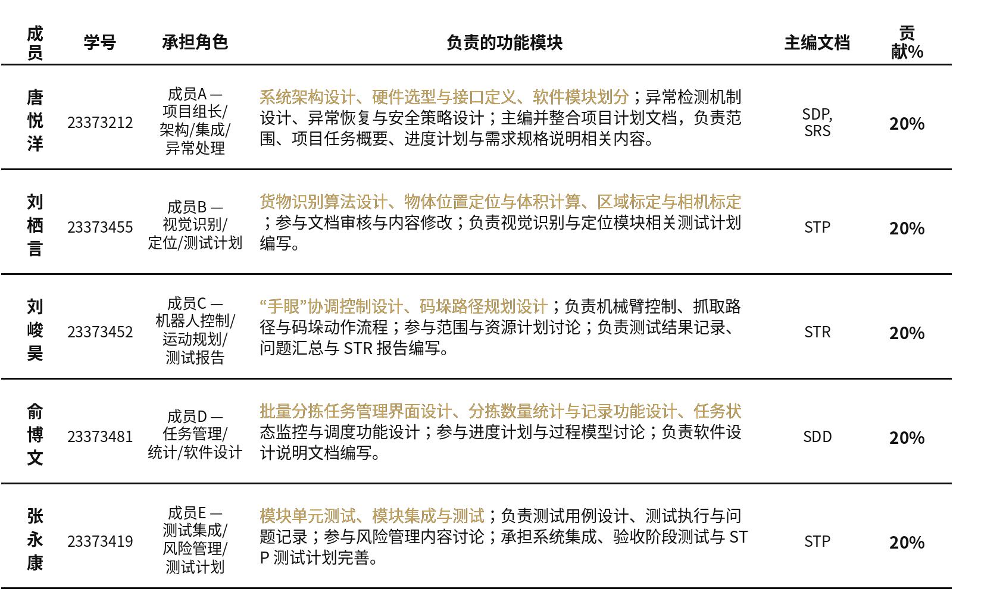 成员 学号 承担角色 负责的功能模块 主编文档 贡献%
唐悦洋
23373212
成员A —
项目组长/
架构/集成/
异常处理
系统架构设计、硬件选型与接口定义、软件模块划分；异常检测机制
设计、异常恢复与安全策略设计；主编并整合项目计划文档，负责范
围、项目任务概要、进度计划与需求规格说明相关内容。
SDP,
SRS
20%
刘栖言
23373455
成员B —
视觉识别/
定位/测试计划
货物识别算法设计、物体位置定位与体积计算、区域标定与相机标定
；参与文档审核与内容修改；负责视觉识别与定位模块相关测试计划
编写。
STP
20%
刘峻昊
23373452
成员C —
机器人控制/
运动规划/
测试报告
“手眼”协调控制设计、码垛路径规划设计；负责机械臂控制、抓取路
径与码垛动作流程；参与范围与资源计划讨论；负责测试结果记录、
问题汇总与 STR 报告编写。
STR
20%
俞博文
23373481
成员D —
任务管理/
统计/软件设计
批量分拣任务管理界面设计、分拣数量统计与记录功能设计、任务状
态监控与调度功能设计；参与进度计划与过程模型讨论；负责软件设
计说明文档编写。
SDD
20%
张永康
23373419
成员E —
测试集成/
风险管理/
测试计划
模块单元测试、模块集成与测试；负责测试用例设计、测试执行与问
题记录；参与风险管理内容讨论；承担系统集成、验收阶段测试与 ST
P 测试计划完善。
STP
20%